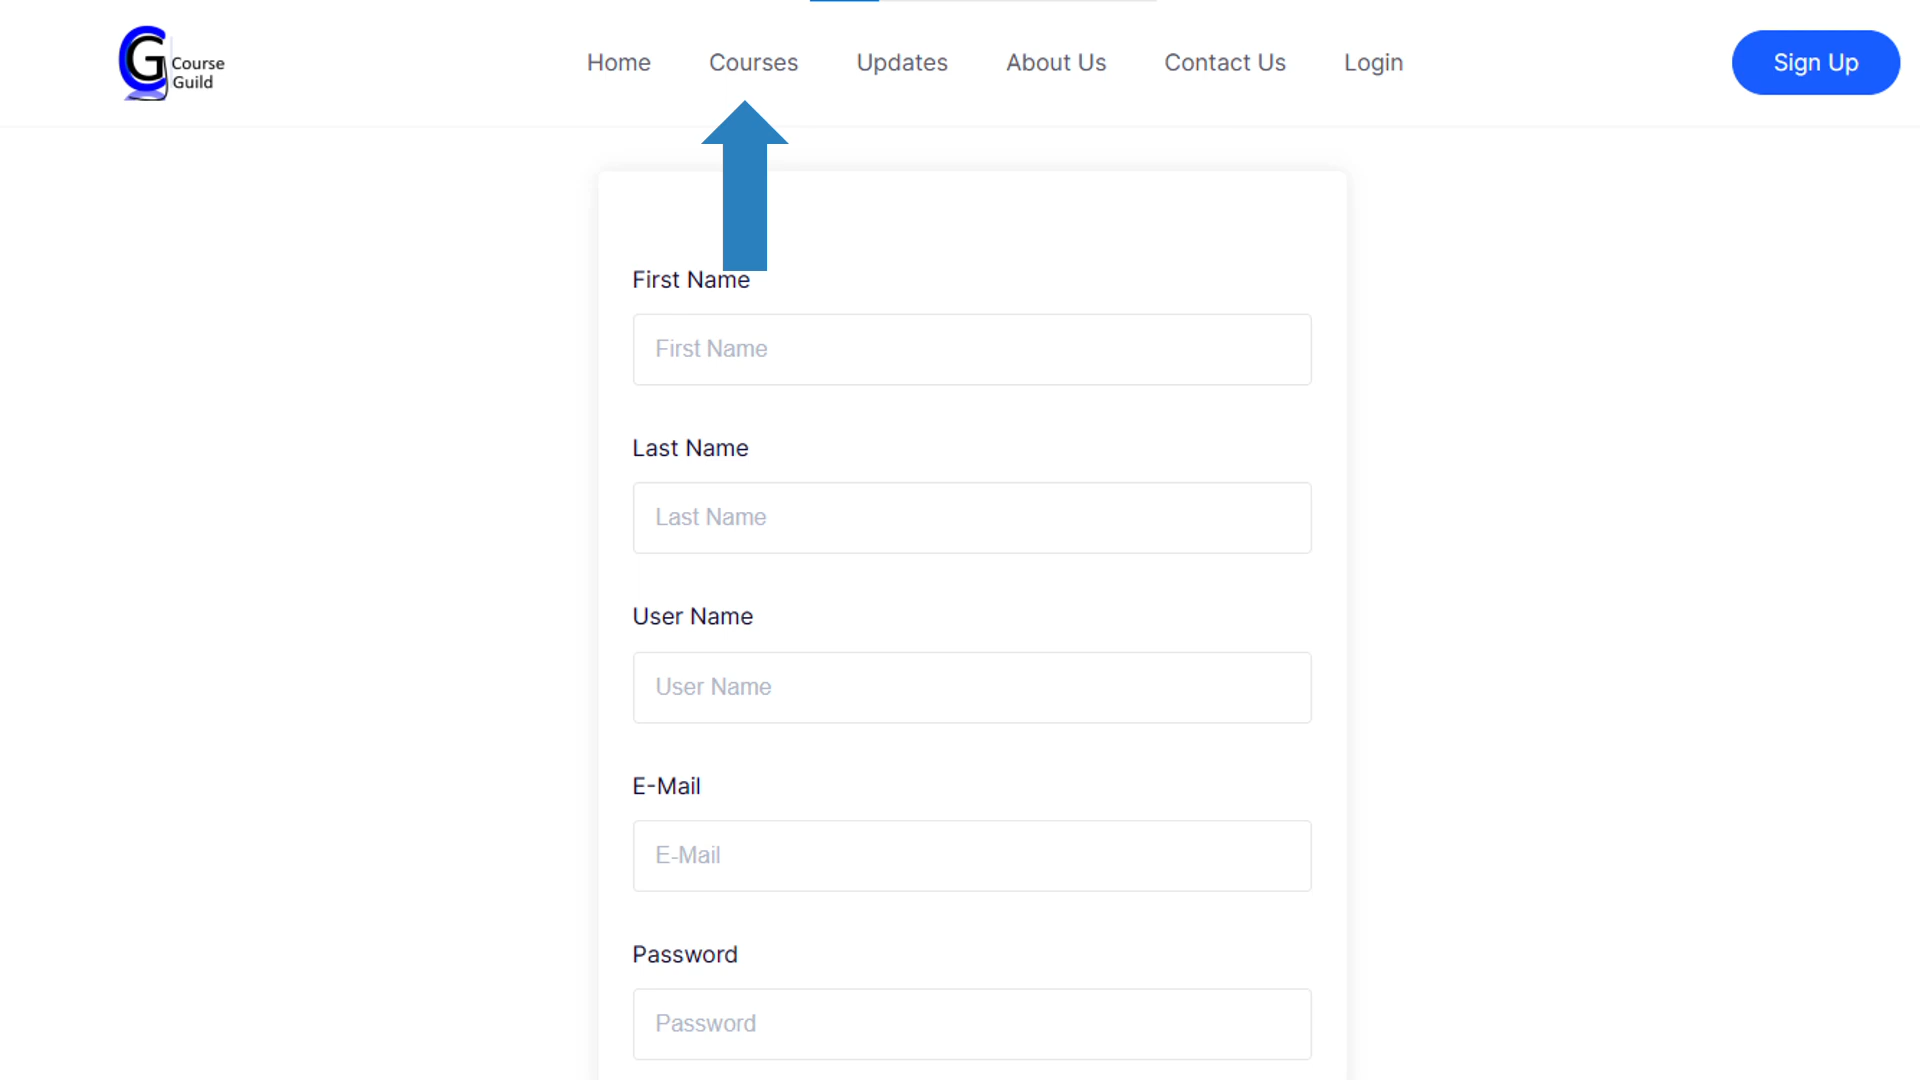 G Course
Guild
Home Courses Updates About Us Contact Us Login Sign Up
First Name
First Name
Last Name
Last Name
User Name
User Name
E-Mail
E-Mail
Password
Password